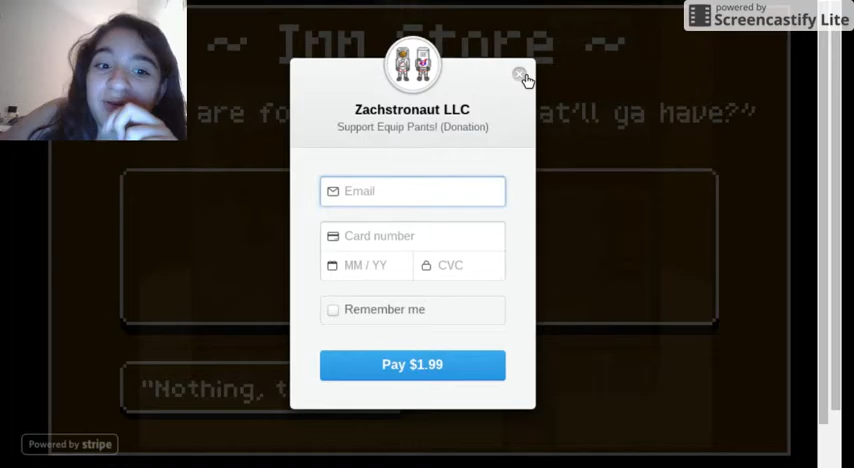 powered by
Screencastify Lite
~ Inn Store ~
are fo
at'll ya have?"
Zachstronaut LLC
Support Equip Pants! (Donation)
Email
Card number
MM / YY
CVC
Remember me
Pay $1.99
"Nothing, t
Powered by stripe